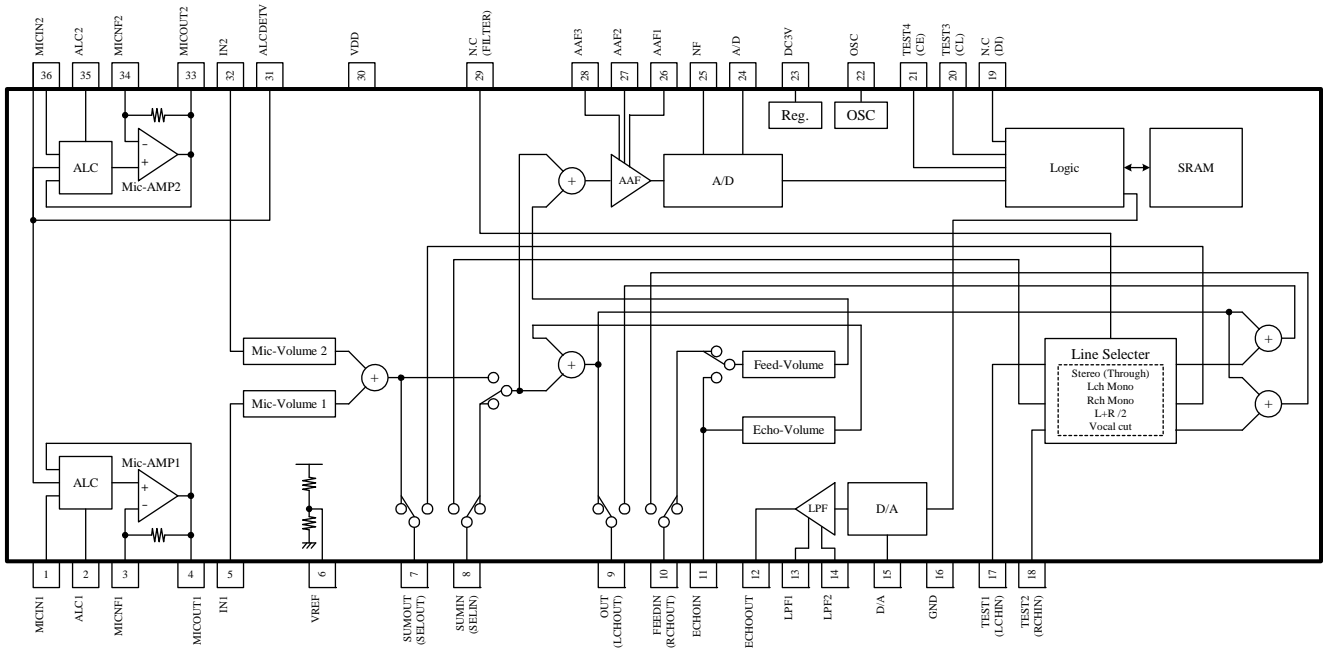 MICIN2
ALC2
MICNF2
MICOUT2
IN2
ALCDETV
VDD
N.C
(FILTER)
AAF3
AAF2
AAF1
NF
A/D
DC3V
OSC
TEST4
(CE)
TEST3
(CL)
N.C
(DI)
36
35
34
33
32
31
30
29
28
27
26
25
24
23
22
21
20
19
Reg.
OSC
−
+
ALC
Mic-AMP2
+
AAF
A/D
Logic
SRAM
Mic-Volume 2
+
Mic-Volume 1
+
Feed-Volume
Echo-Volume
Line Selecter
Stereo (Through)
Lch Mono
Rch Mono
L+R /2
Vocal cut
+
+
Mic-AMP1
ALC
+
−
LPF
D/A
1
2
3
4
5
6
7
8
9
10
11
12
13
14
15
16
17
18
MICIN1
ALC1
MICNF1
MICOUT1
IN1
VREF
SUMOUT
(SELOUT)
SUMIN
(SELIN)
OUT
(LCHOUT)
FEEDIN
(RCHOUT)
ECHOIN
ECHOOUT
LPF1
LPF2
D/A
GND
TEST1
(LCHIN)
TEST2
(RCHIN)